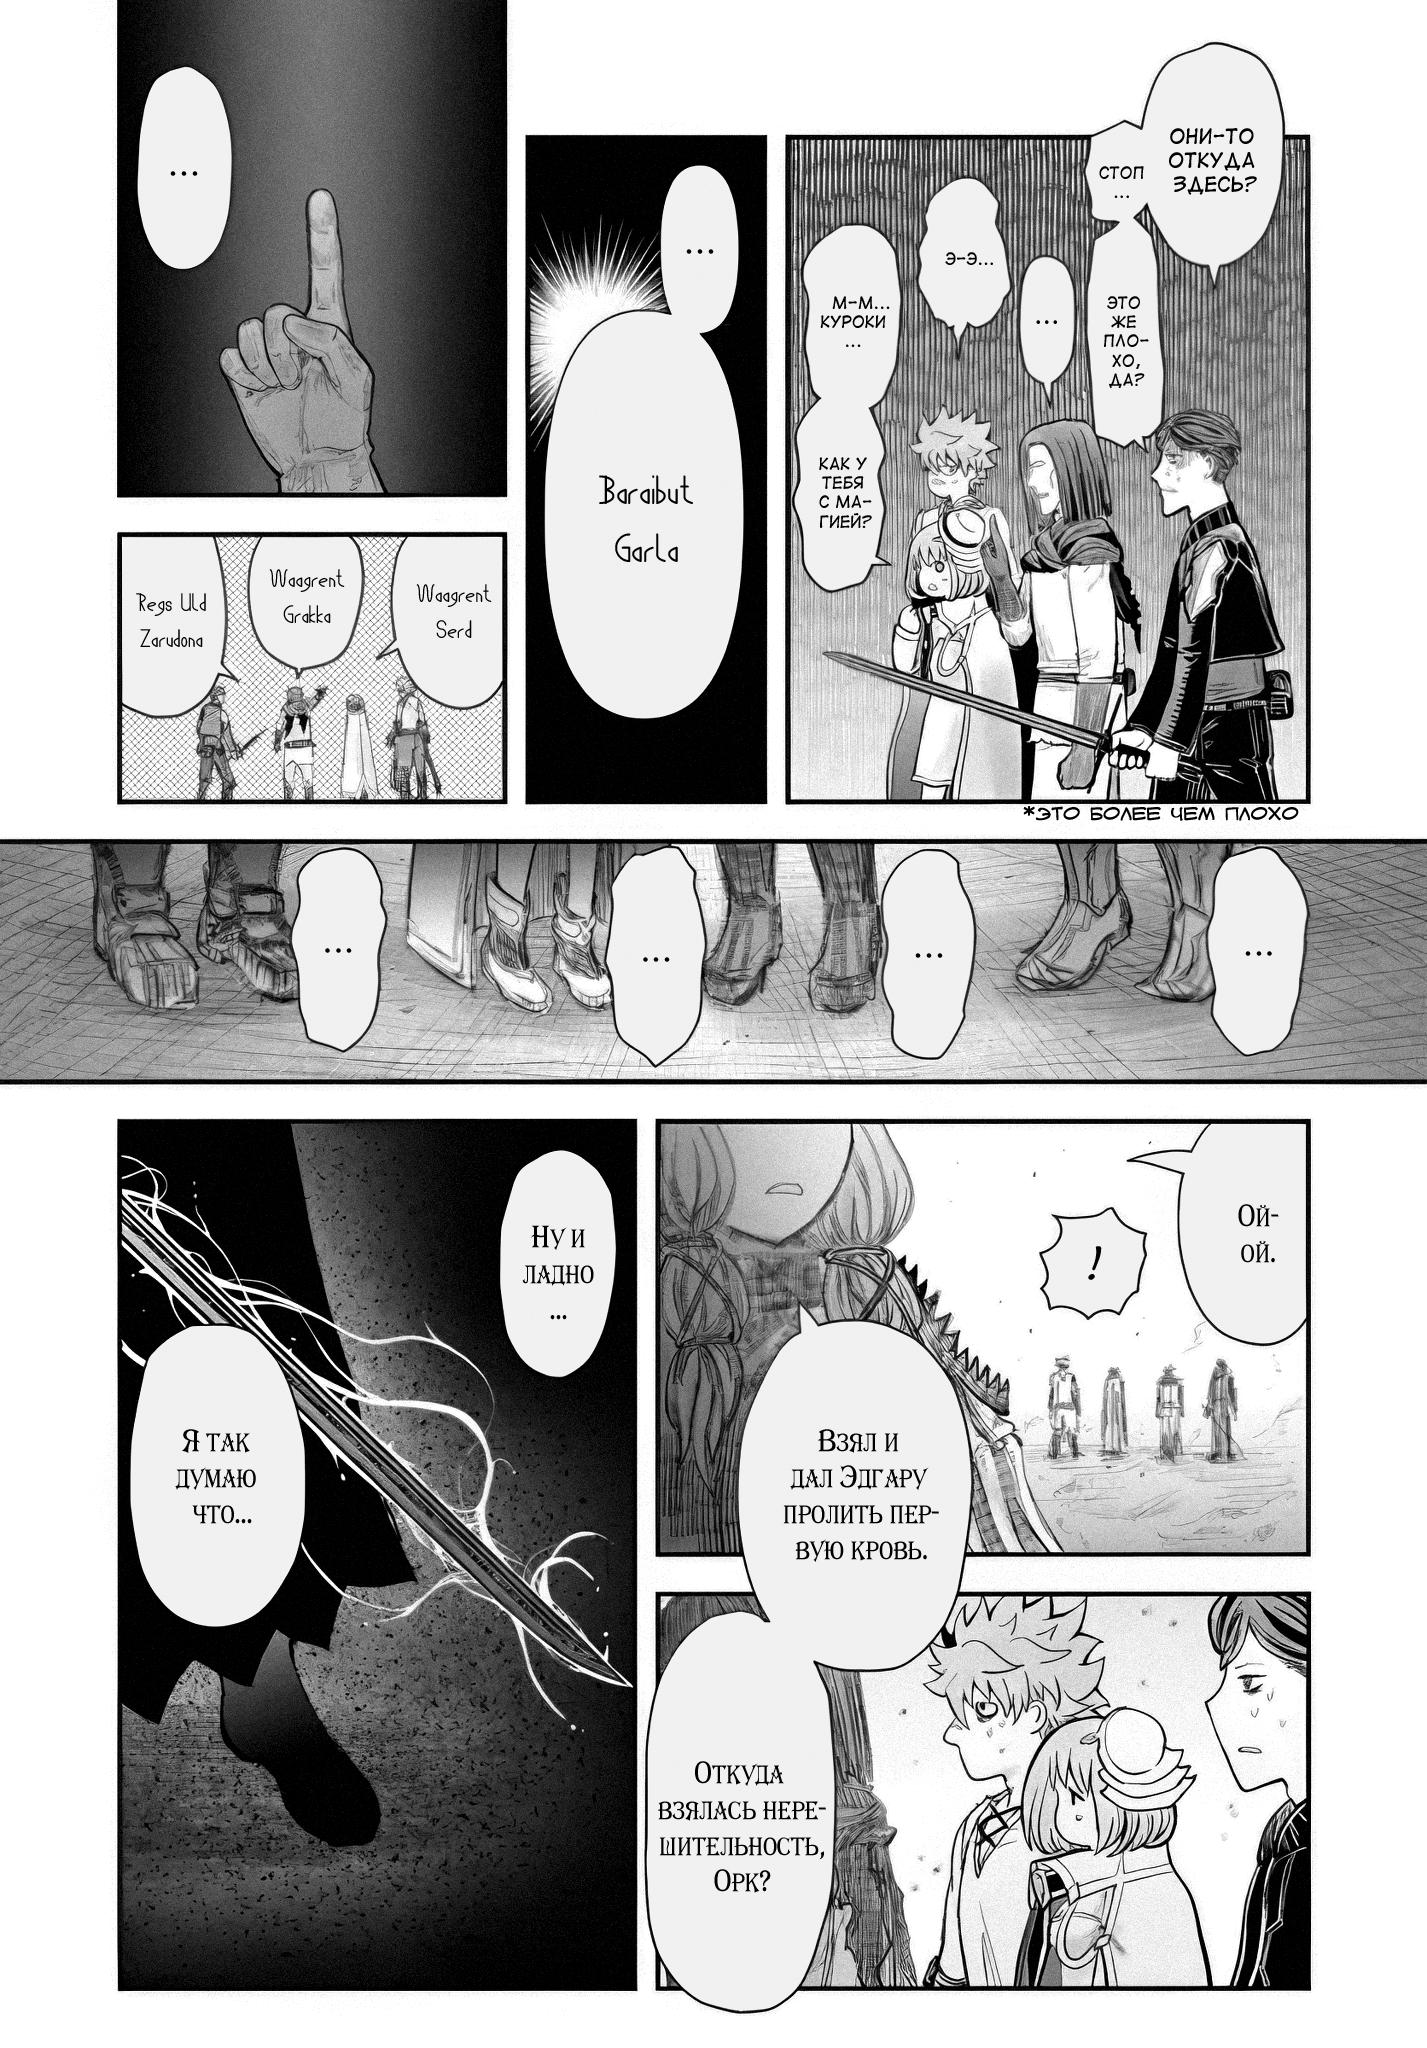 ОНИ-ТО
ОТКУДА
ЗДЕСЬ?
СТОП
...
ЭТО
ЖЕ
ПЛО-
ХО,
ДА?
...
Э-Э...
М-М...
КУРОКИ
...
КАК У
ТЕБЯ
С МА-
ГИЕЙ?
*ЭТО БОЛЕЕ ЧЕМ ПЛОХО
...
Baraibut
Garla
...
Waagrent
Serd
Waagrent
Grakka
Regs Uld
Zarudona
...
...
...
...
Ой-
ой.
!
Взял и
дал Эдгару
пролить пер-
вую кровь.
Откуда
взялась нере-
шительность,
Орк?
Ну и
ладно
...
Я так
думаю
что...